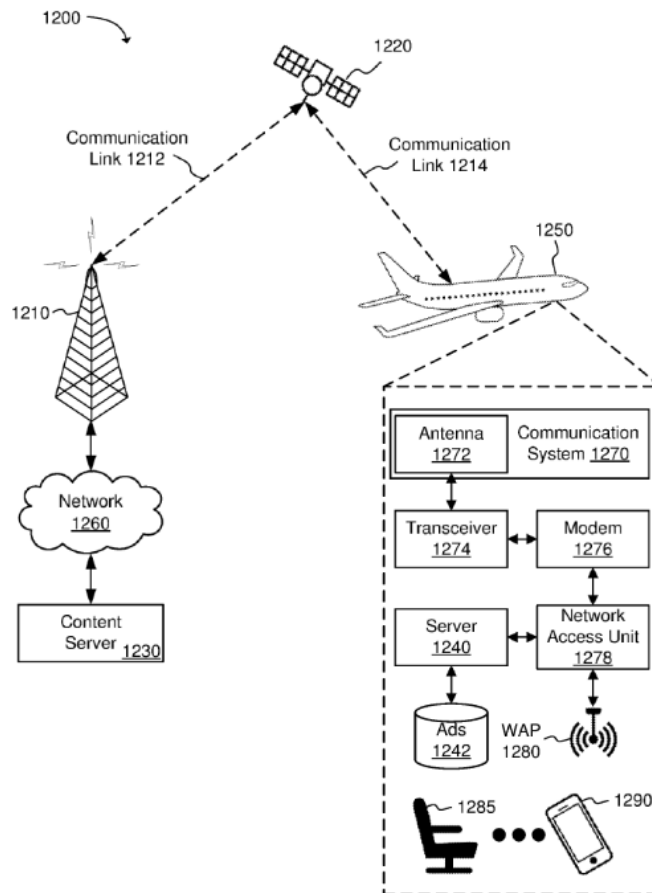 1200
1220
Communication
Link 1212
Communication
Link 1214
1250
1210
Antenna
1272
Communication
System 1270
Network
1260
Transceiver
1274
Modem
1276
Content
Server 1230
Server
1240
Network
Access Unit
1278
Ads
1242
WAP
1280
1285
1290